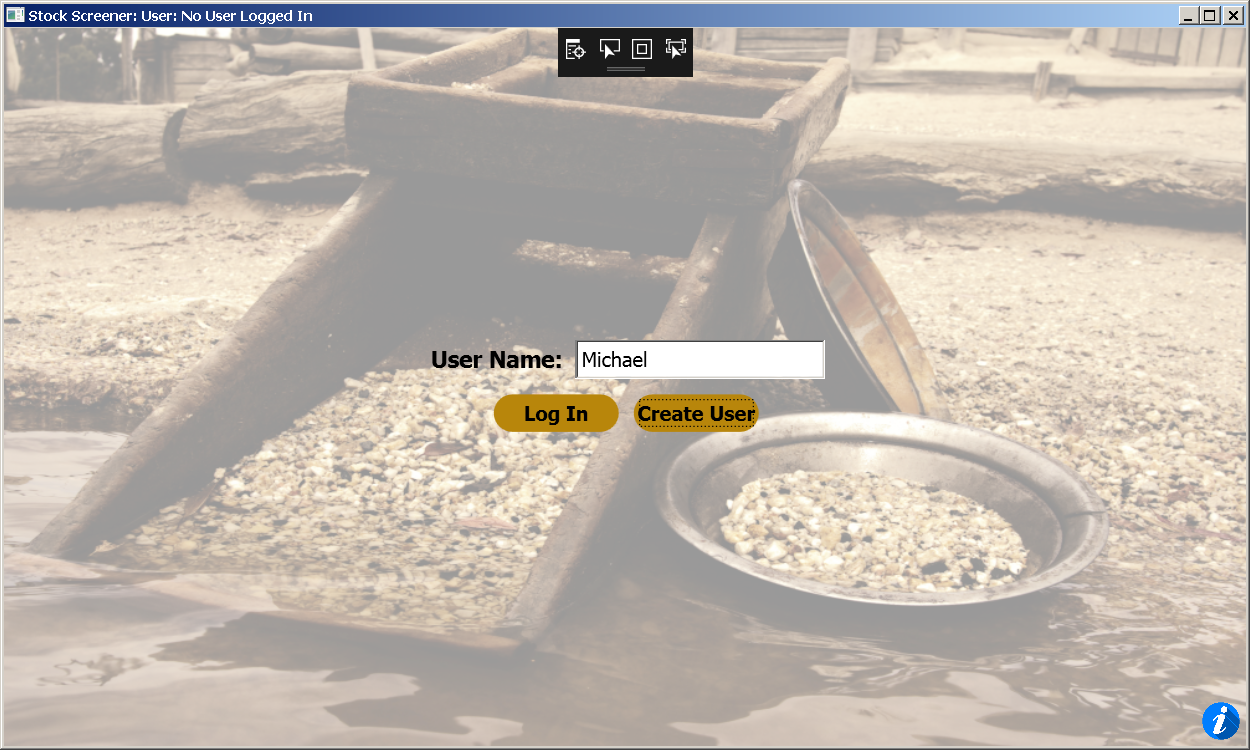 Stock Screener: User: No User Logged In
User Name: Michael
Log In Create User
i